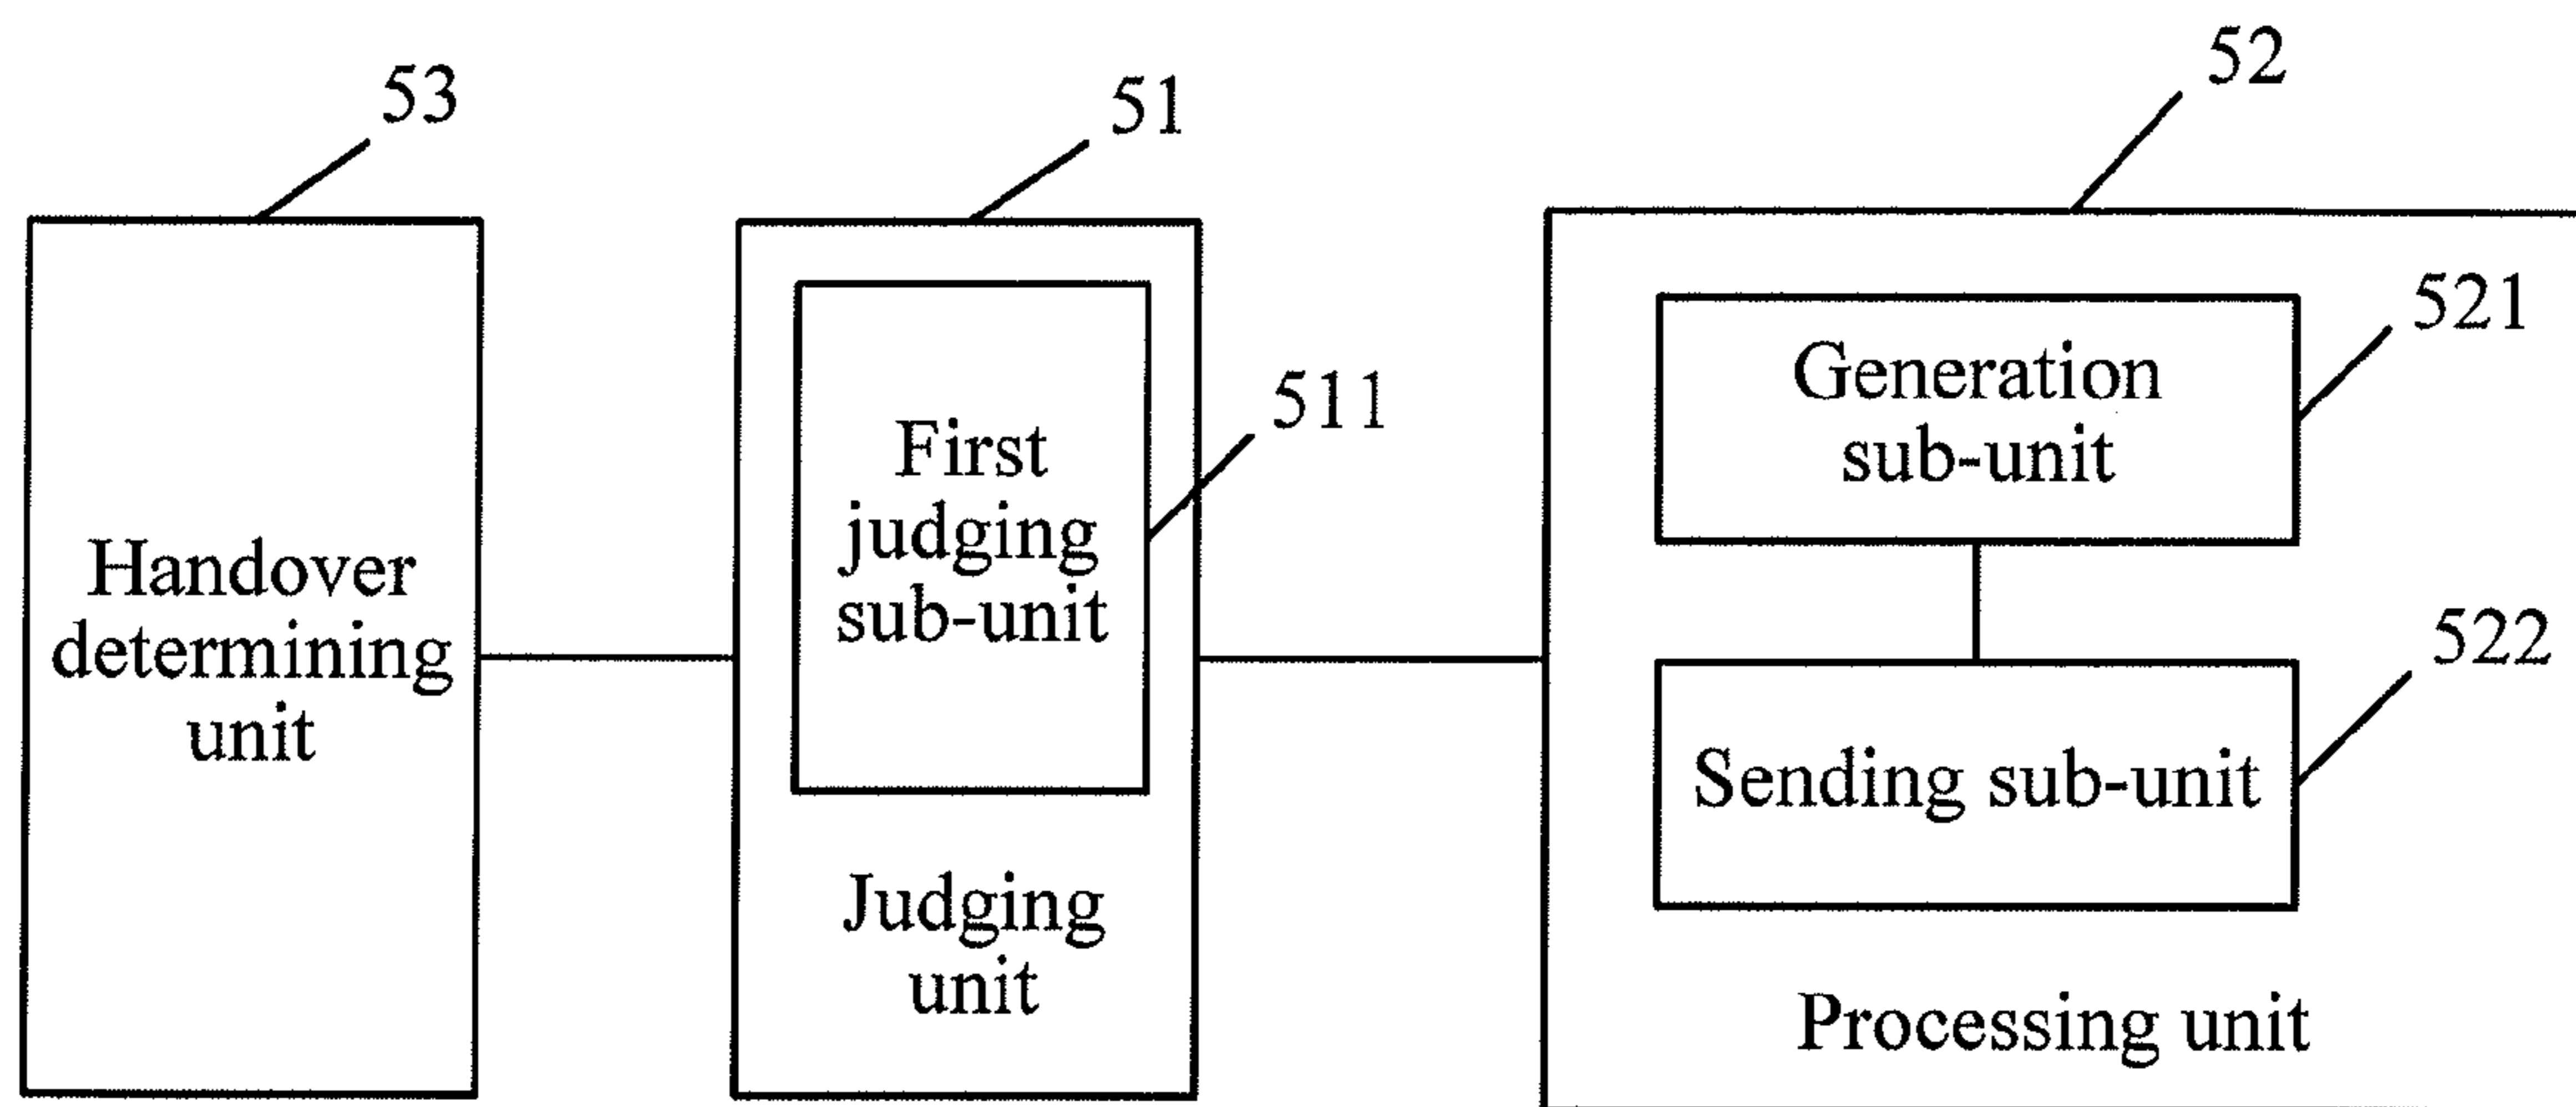 53
51
52
Handover
determining
unit
First
judging
sub-unit
511
Judging
unit
Generation
sub-unit
521
Sending sub-unit
522
Processing unit